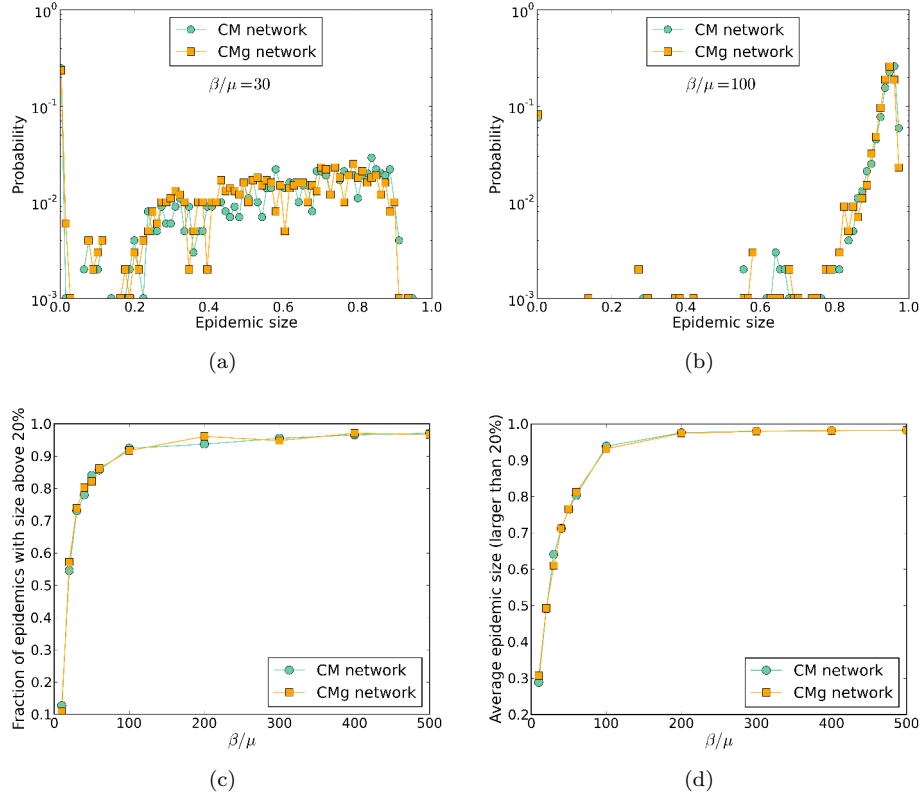 10⁰
10⁻¹
10⁻²
10⁻³
Probability
CM network
CMg network
β/μ=30
0.0 0.2 0.4 0.6 0.8 1.0
Epidemic size
(a)
10⁰
10⁻¹
10⁻²
10⁻³
Probability
CM network
CMg network
β/μ=100
0.0 0.2 0.4 0.6 0.8 1.0
Epidemic size
(b)
1.0
0.9
0.8
0.7
0.6
0.5
0.4
0.3
0.2
0.1
Fraction of epidemics with size above 20%
CM network
CMg network
0 100 200 300 400 500
β/μ
(c)
1.0
0.9
0.8
0.7
0.6
0.5
0.4
0.3
0.2
Average epidemic size (larger than 20%)
CM network
CMg network
0 100 200 300 400 500
β/μ
(d)